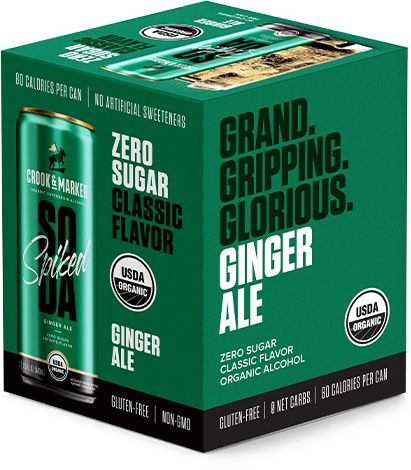 80 CALORIES PER CAN | NO ARTIFICIAL SWEETENERS
CROOK & MARKER
SO
Spiked
DA
GINGER ALE
ZERO SUGAR
USDA
ORGANIC
ZERO
SUGAR
CLASSIC
FLAVOR
USDA
ORGANIC
GINGER
ALE
GLUTEN-FREE | NON-GMO
GRAND.
GRIPPING.
GLORIOUS.
GINGER
ALE
ZERO SUGAR
CLASSIC FLAVOR
ORGANIC ALCOHOL
USDA
ORGANIC
GLUTEN-FREE | 0 NET CARBS | 80 CALORIES PER CAN